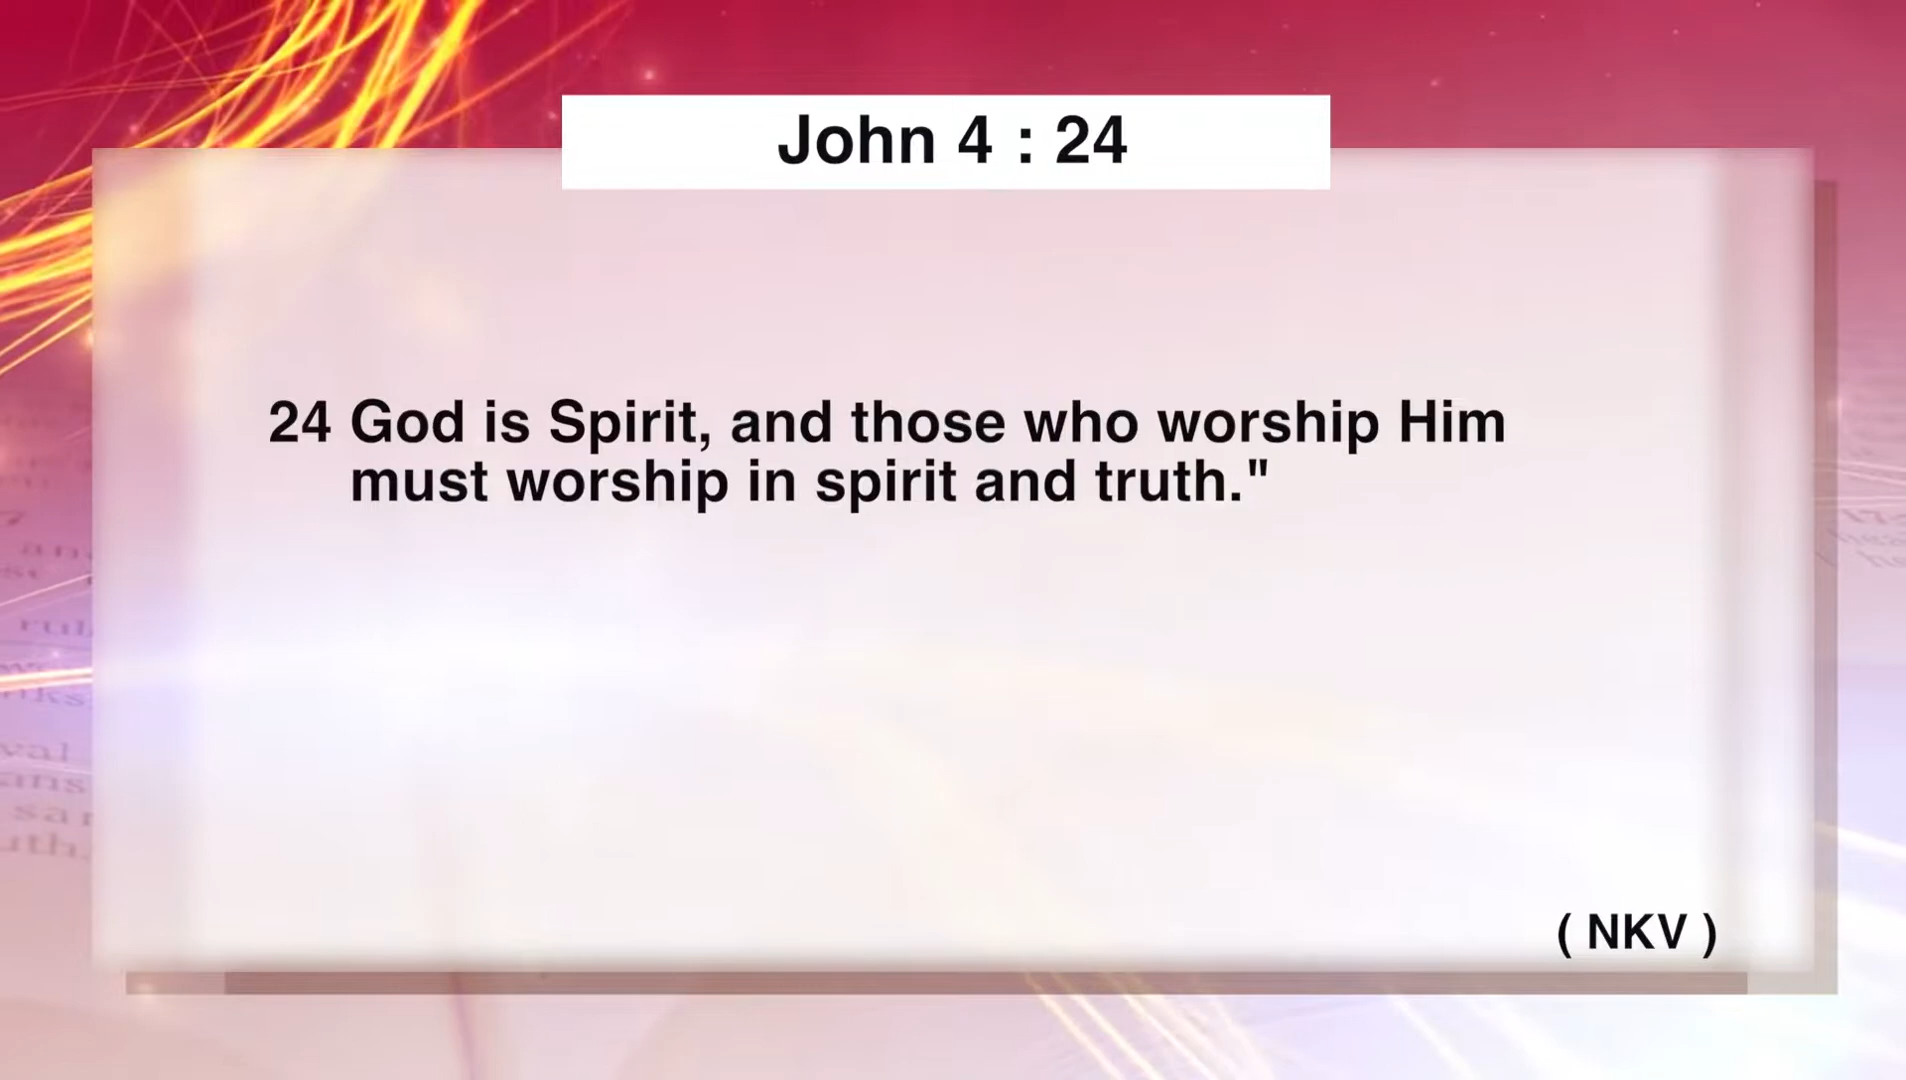 John 4 : 24
24 God is Spirit, and those who worship Him
must worship in spirit and truth."
( NKV )